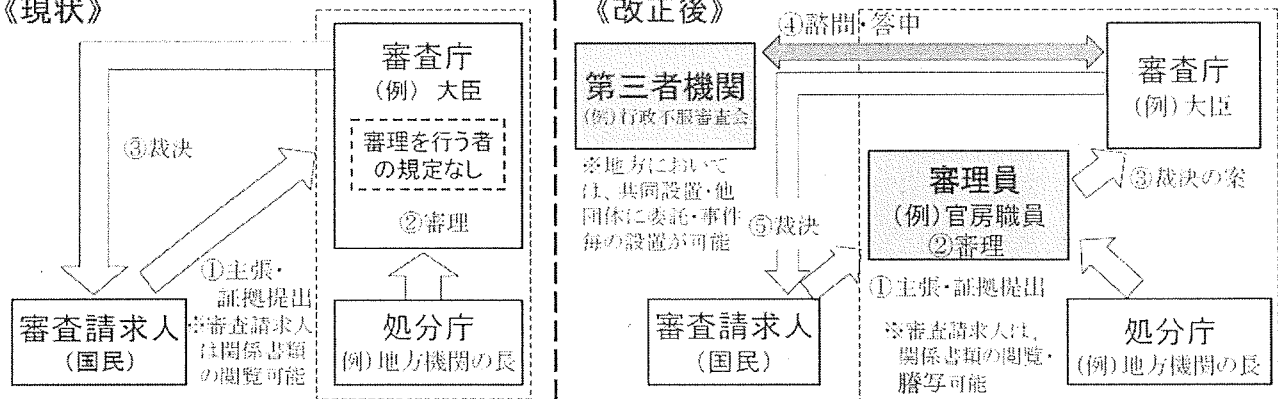 《現状》
審査庁
(例) 大臣
審理を行う者
の規定なし
②審理
③裁決
①主張・
証拠提出
※審査請求人
は関係書類
の閲覧可能
審査請求人
(国民)
処分庁
(例)地方機関の長
《改正後》
④諮問・答申
第三者機関
(例)行政不服審査会
※地方において
は、共同設置・他
団体に委託・事件
毎の設置が可能
⑤裁決
審査庁
(例)大臣
審理員
(例)官房職員
②審理
③裁決の案
①主張・証拠提出
※審査請求人は、
関係書類の閲覧・
謄写可能
審査請求人
(国民)
処分庁
(例)地方機関の長